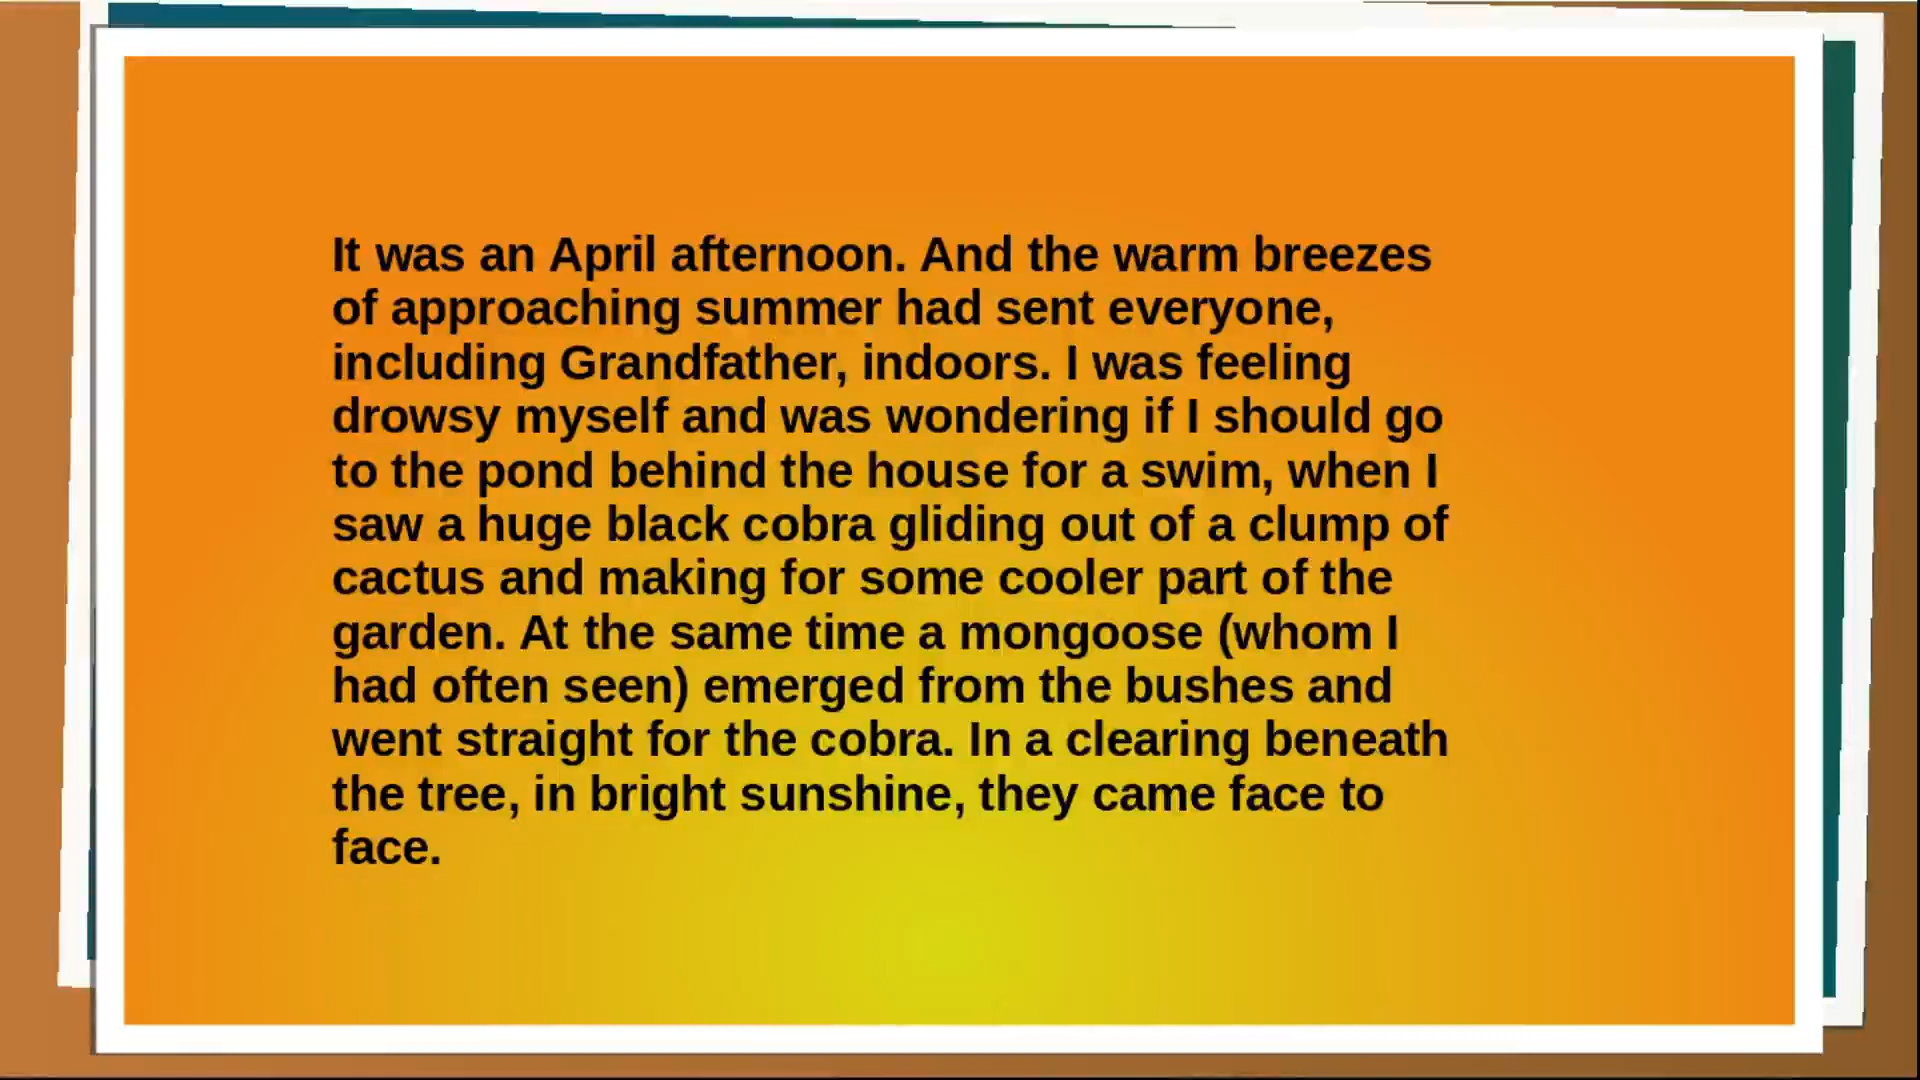 It was an April afternoon. And the warm breezes
of approaching summer had sent everyone,
including Grandfather, indoors. I was feeling
drowsy myself and was wondering if I should go
to the pond behind the house for a swim, when I
saw a huge black cobra gliding out of a clump of
cactus and making for some cooler part of the
garden. At the same time a mongoose (whom I
had often seen) emerged from the bushes and
went straight for the cobra. In a clearing beneath
the tree, in bright sunshine, they came face to
face.